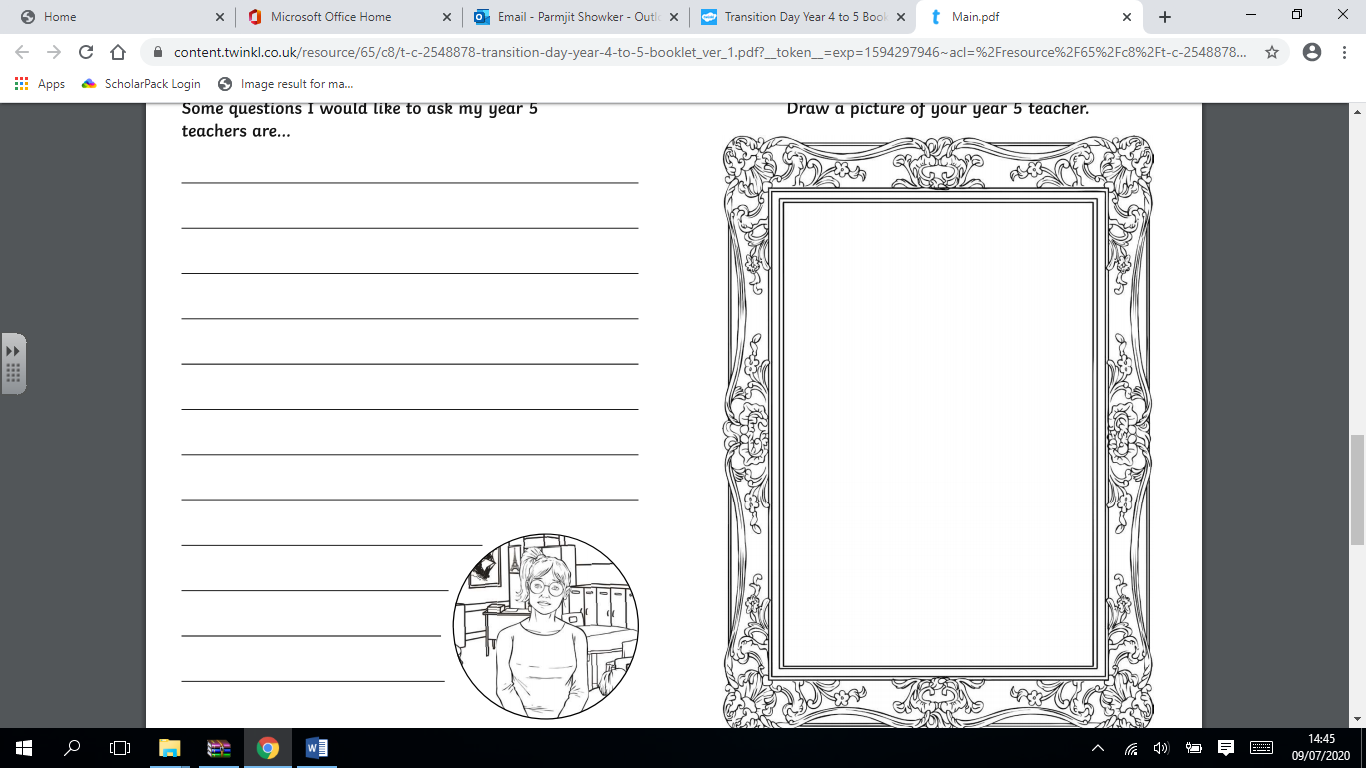 Home
Microsoft Office Home
Email - Parmjit Showker - Outlo
Transition Day Year 4 to 5 Book
Main.pdf
content.twinkl.co.uk/resource/65/c8/t-c-2548878-transition-day-year-4-to-5-booklet_ver_1.pdf?__token__=exp=1594297946~acl=%2Fresource%2F65%2Fc8%2Ft-c-2548878...
Apps
ScholarPack Login
Image result for ma...
Some questions I would like to ask my year 5
teachers are...
Draw a picture of your year 5 teacher.
14:45
09/07/2020